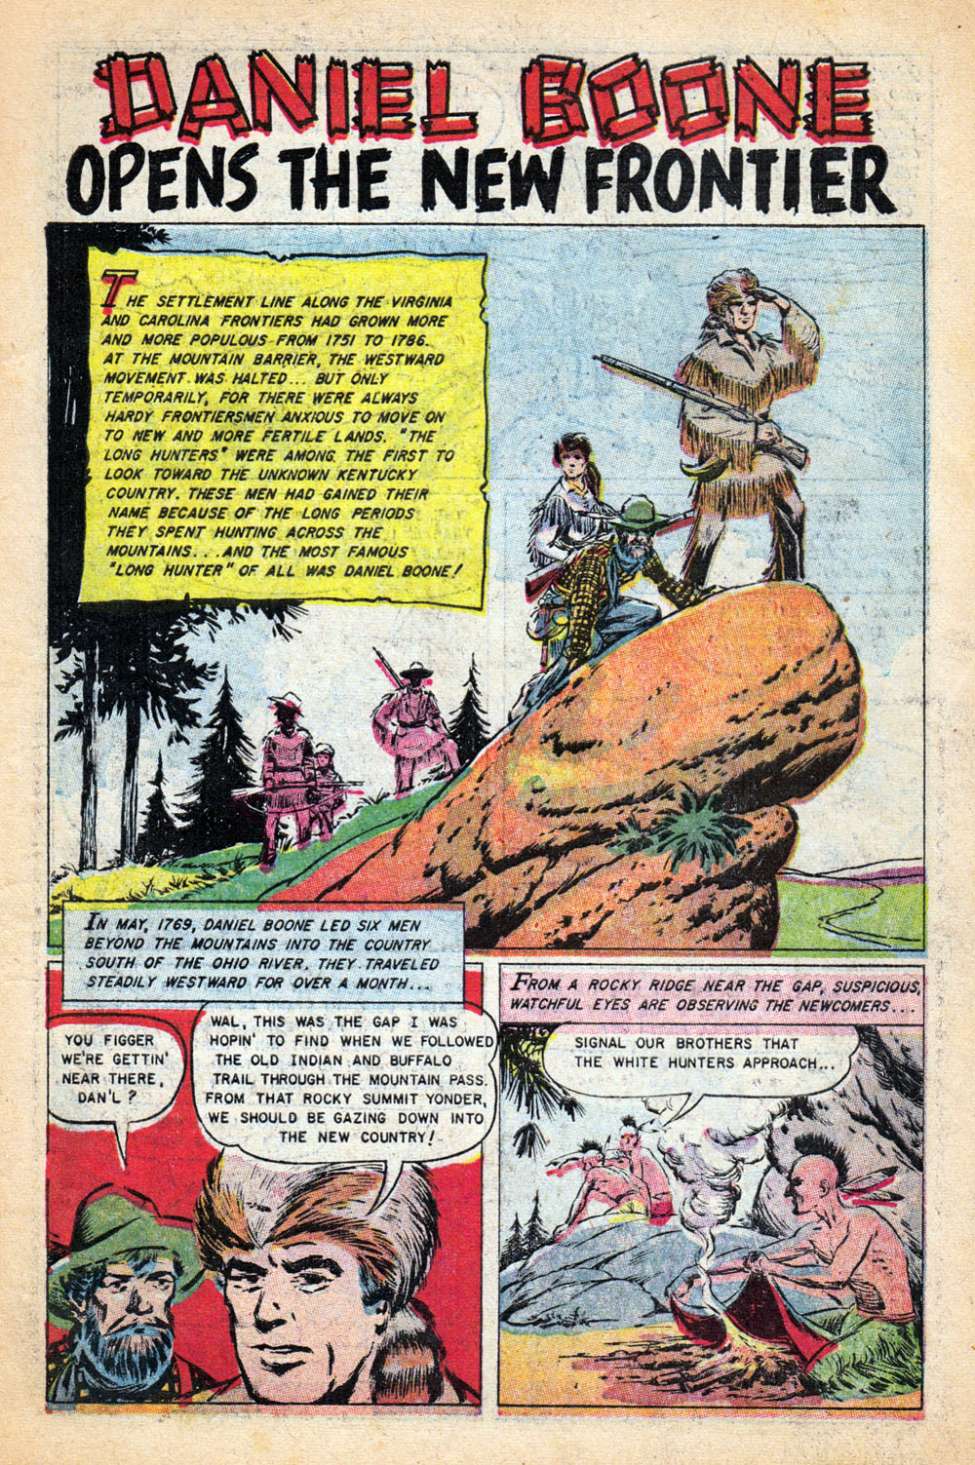 DANIEL BOONE
OPENS THE NEW FRONTIER
THE SETTLEMENT LINE ALONG THE VIRGINIA
AND CAROLINA FRONTIERS HAD GROWN MORE
AND MORE POPULOUS FROM 1751 TO 1786.
AT THE MOUNTAIN BARRIER, THE WESTWARD
MOVEMENT WAS HALTED... BUT ONLY
TEMPORARILY, FOR THERE WERE ALWAYS
HARDY FRONTIERSMEN ANXIOUS TO MOVE ON
TO NEW AND MORE FERTILE LANDS. "THE
LONG HUNTERS" WERE AMONG THE FIRST TO
LOOK TOWARD THE UNKNOWN KENTUCKY
COUNTRY. THESE MEN HAD GAINED THEIR
NAME BECAUSE OF THE LONG PERIODS
THEY SPENT HUNTING ACROSS THE
MOUNTAINS...AND THE MOST FAMOUS
"LONG HUNTER" OF ALL WAS DANIEL BOONE!
IN MAY, 1769, DANIEL BOONE LED SIX MEN
BEYOND THE MOUNTAINS INTO THE COUNTRY
SOUTH OF THE OHIO RIVER. THEY TRAVELED
STEADILY WESTWARD FOR OVER A MONTH...
YOU FIGGER
WE'RE GETTIN'
NEAR THERE,
DAN'L?
WAL, THIS WAS THE GAP I WAS
HOPIN' TO FIND WHEN WE FOLLOWED
THE OLD INDIAN AND BUFFALO
TRAIL THROUGH THE MOUNTAIN PASS.
FROM THAT ROCKY SUMMIT YONDER,
WE SHOULD BE GAZING DOWN INTO
THE NEW COUNTRY!
FROM A ROCKY RIDGE NEAR THE GAP, SUSPICIOUS,
WATCHFUL EYES ARE OBSERVING THE NEWCOMERS...
SIGNAL OUR BROTHERS THAT
THE WHITE HUNTERS APPROACH...